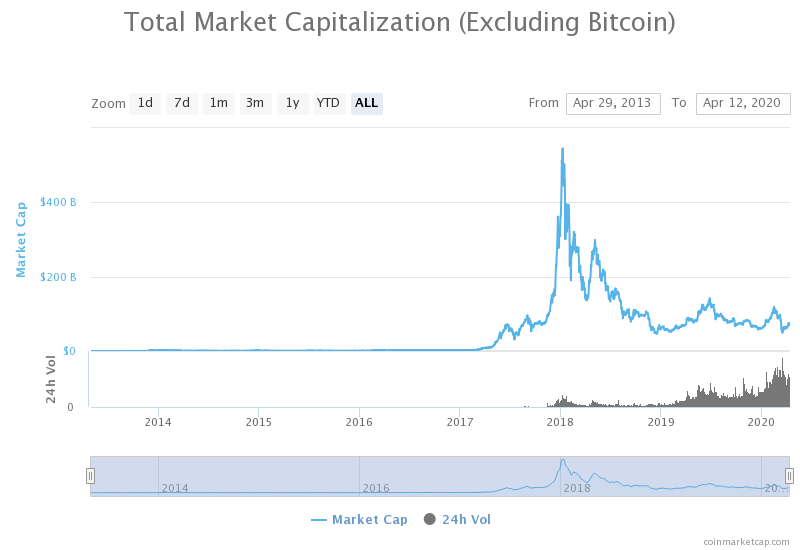 Total Market Capitalization (Excluding Bitcoin)
Zoom 1d 7d 1m 3m 1y YTD ALL From Apr 29, 2013 To Apr 12, 2020
Market Cap
$400 B
$200 B
$0
24h Vol
0
2014 2015 2016 2017 2018 2019 2020
2014 2016 2018 20...
Market Cap 24h Vol
coinmarketcap.com